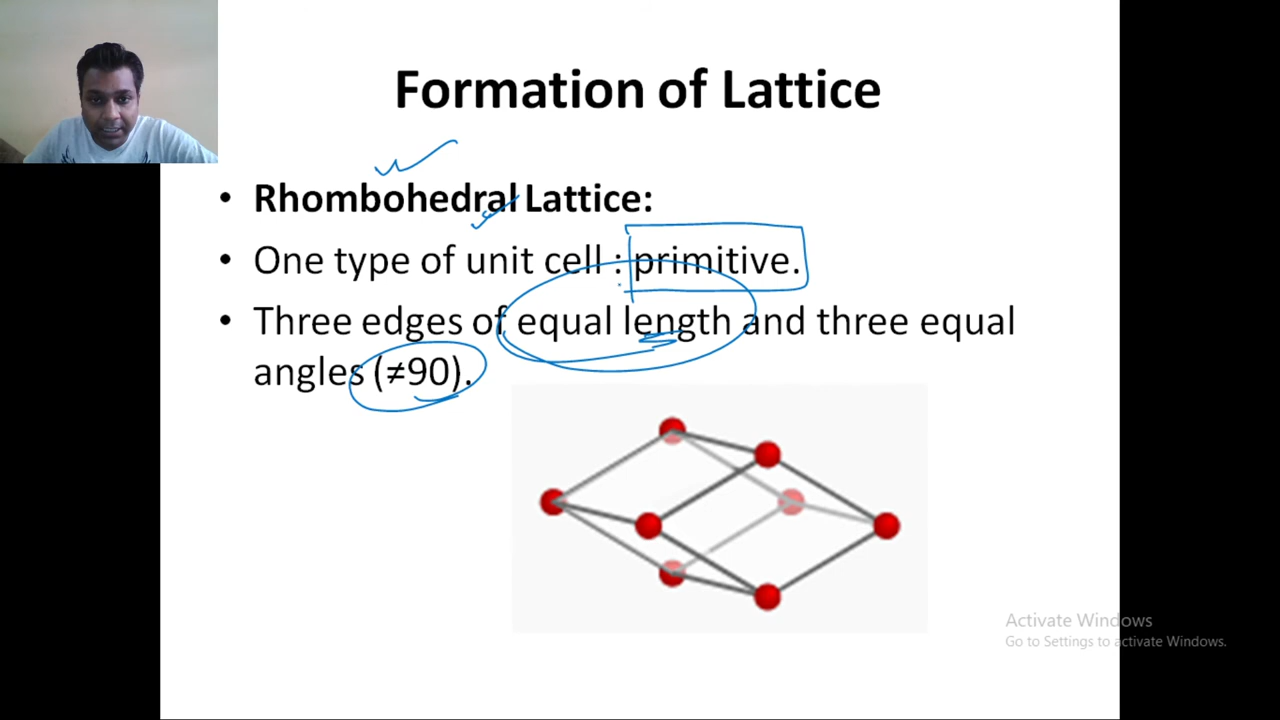 Formation of Lattice
• Rhombohedral Lattice:
• One type of unit cell : primitive.
• Three edges of equal length and three equal
angles (≠90).
Activate Windows
Go to Settings to activate Windows.